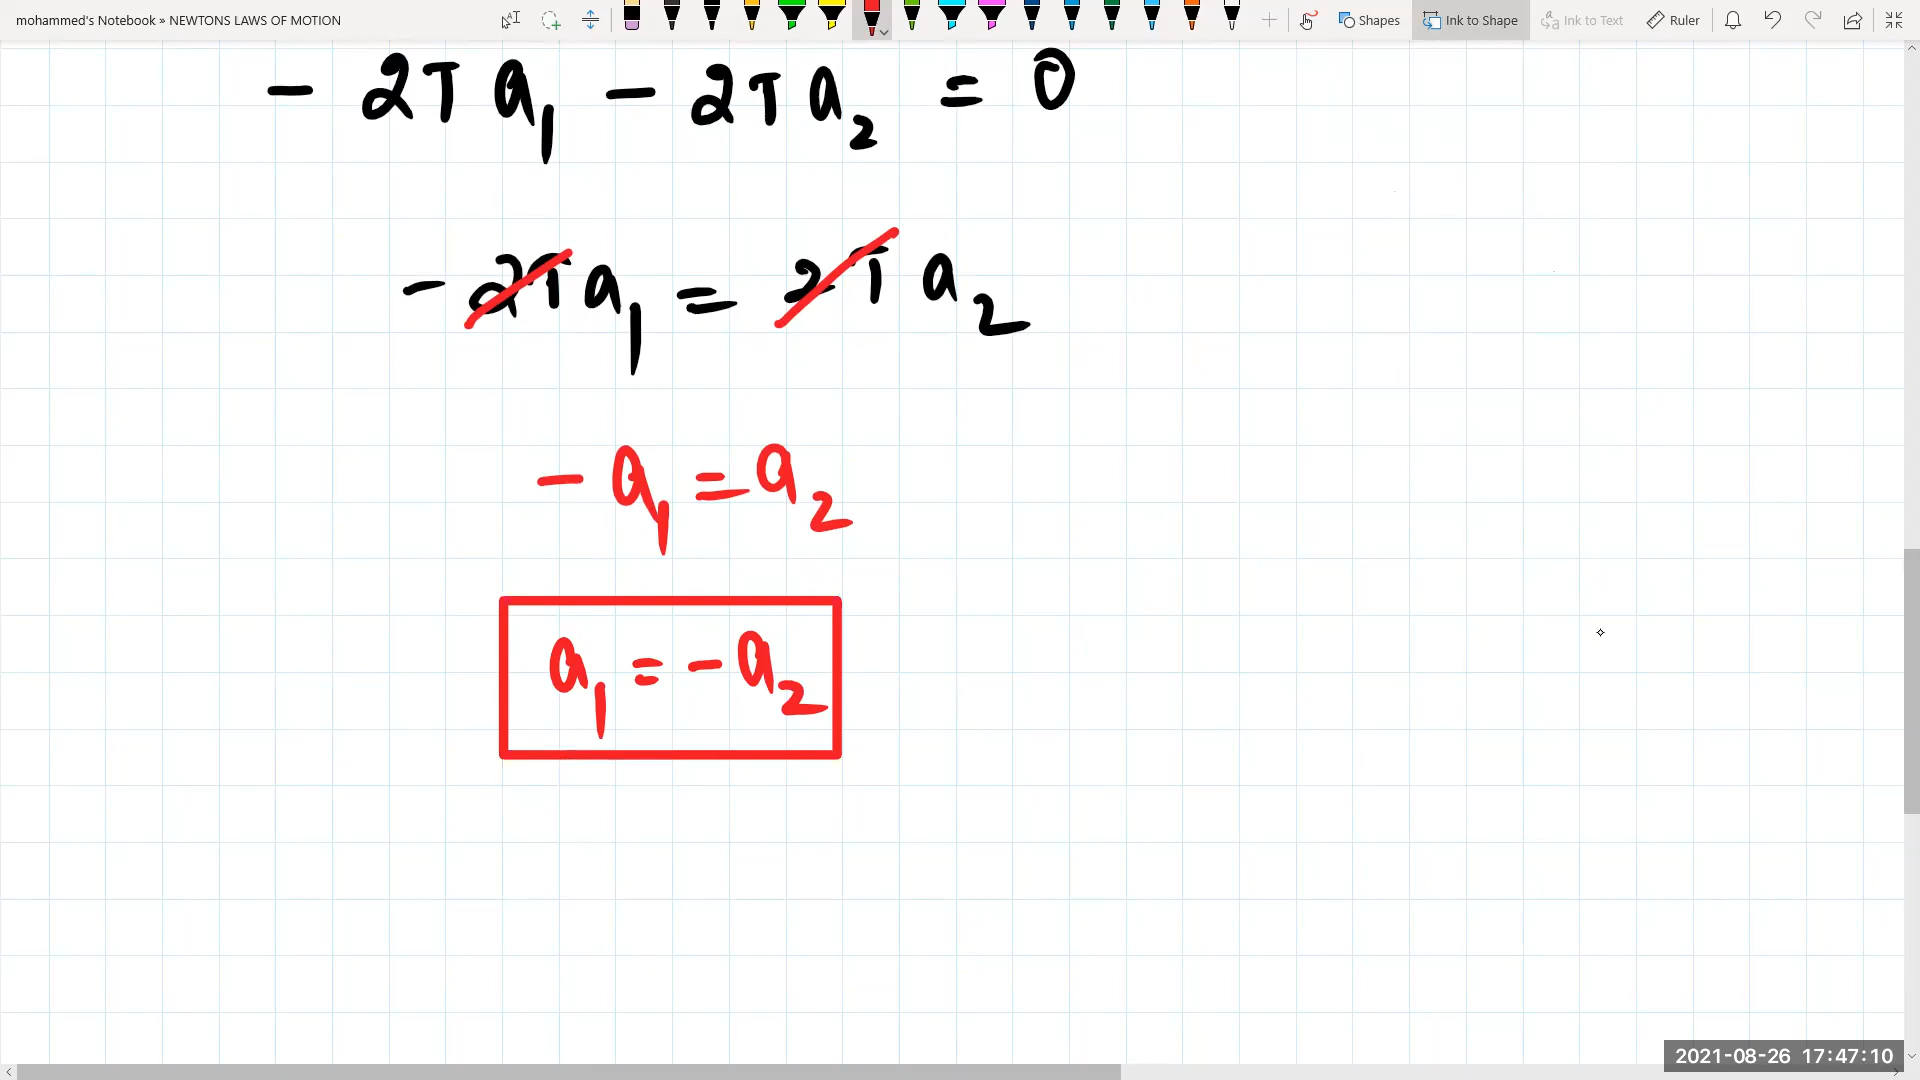 mohammed's Notebook » NEWTONS LAWS OF MOTION
Shapes Ink to Shape Ink to Text Ruler
- 2T a₁ - 2T a₂ = 0
- 2T a₁ = 2T a₂
- a₁ = a₂
a₁ = - a₂
2021-08-26 17:47:10